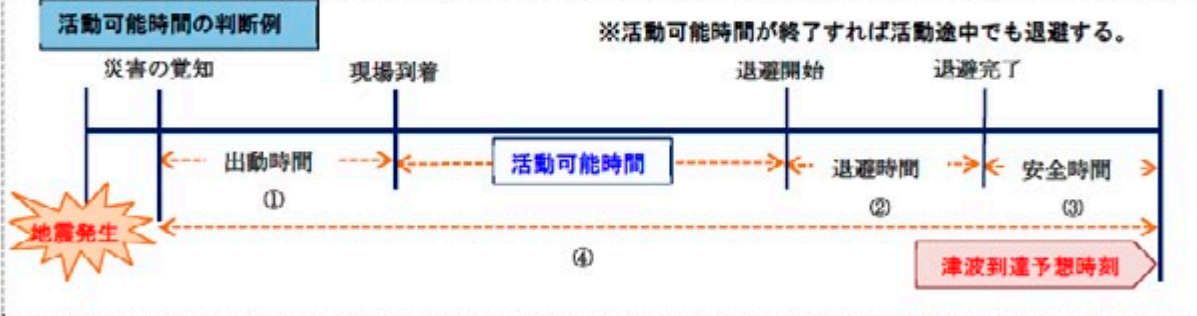 活動可能時間の判断例
※活動可能時間が終了すれば活動途中でも退避する。
災害の覚知
現場到着
退避開始
退避完了
出動時間
活動可能時間
退避時間
安全時間
①
②
③
地震発生
④
津波到達予想時刻